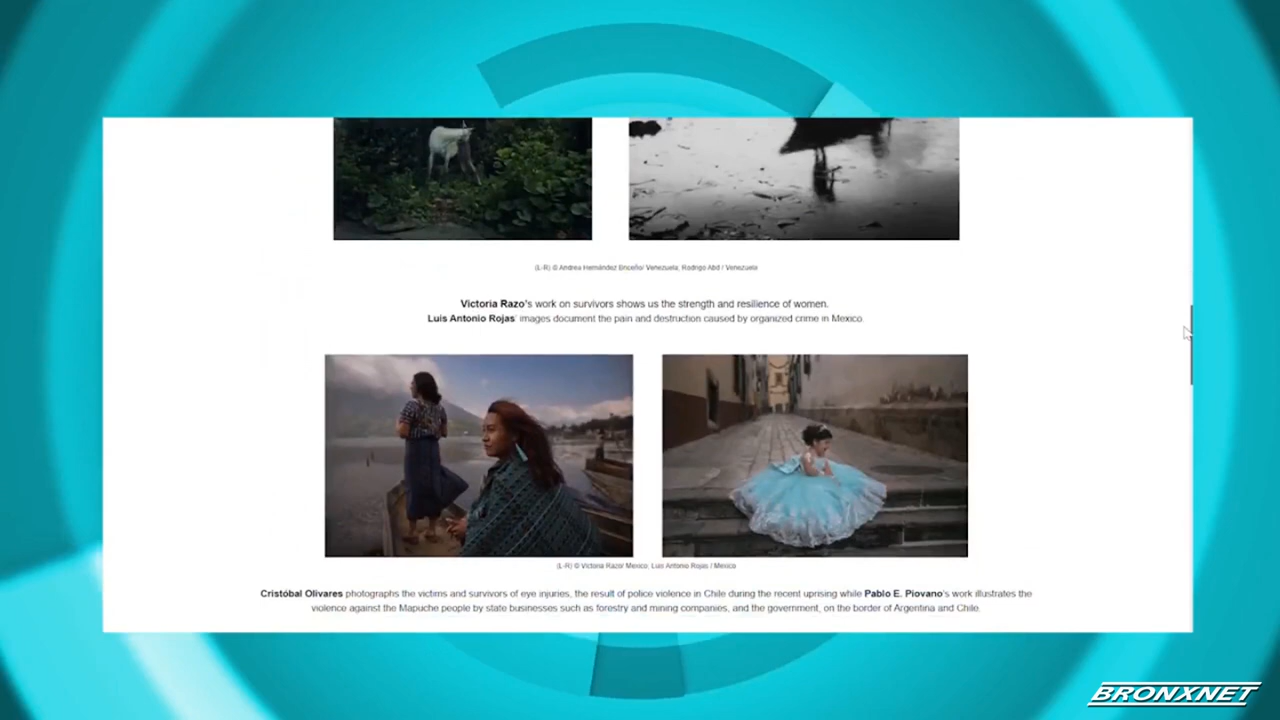 (L-R) © Andrea Hernández Briceño/ Venezuela; Rodrigo Abd / Venezuela
Victoria Razo's work on survivors shows us the strength and resilience of women.
Luis Antonio Rojas' images document the pain and destruction caused by organized crime in Mexico.
(L-R) © Victoria Razo/ Mexico; Luis Antonio Rojas / Mexico
Cristóbal Olivares photographs the victims and survivors of eye injuries, the result of police violence in Chile during the recent uprising while Pablo E. Piovano's work illustrates the
violence against the Mapuche people by state businesses such as forestry and mining companies, and the government, on the border of Argentina and Chile.
BRONXNET